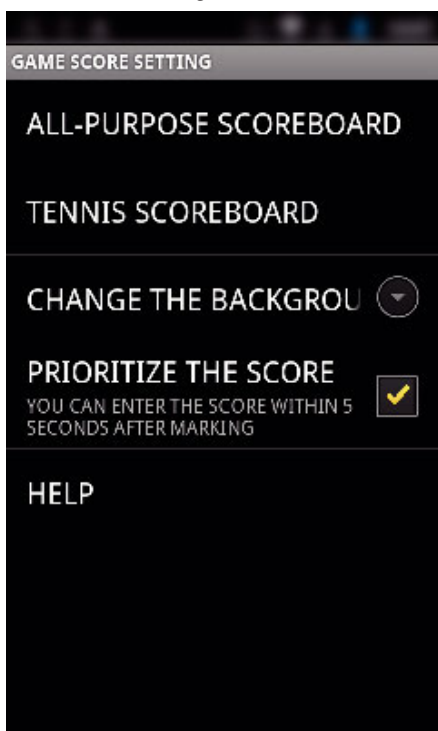 GAME SCORE SETTING
ALL-PURPOSE SCOREBOARD
TENNIS SCOREBOARD
CHANGE THE BACKGROU
PRIORITIZE THE SCORE
YOU CAN ENTER THE SCORE WITHIN 5
SECONDS AFTER MARKING
HELP